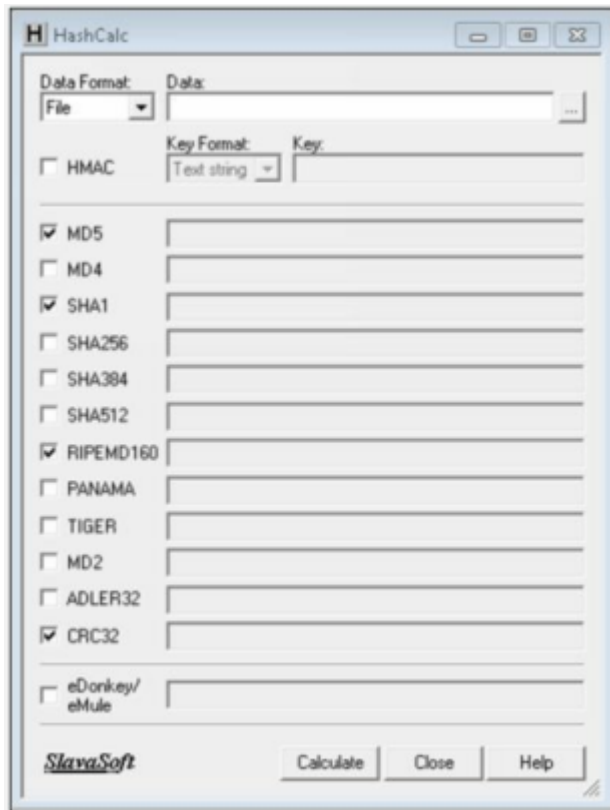 H HashCalc
Data Format: Data:
File ...
Key Format: Key:
HMAC Text string
MD5
MD4
SHA1
SHA256
SHA384
SHA512
RIPEMD160
PANAMA
TIGER
MD2
ADLER32
CRC32
eDonkey/
eMule
SlavaSoft Calculate Close Help